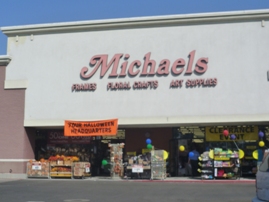 Michaels
FRAMES FLORAL CRAFTS ART SUPPLIES
YOUR HALLOWEEN
HEADQUARTERS